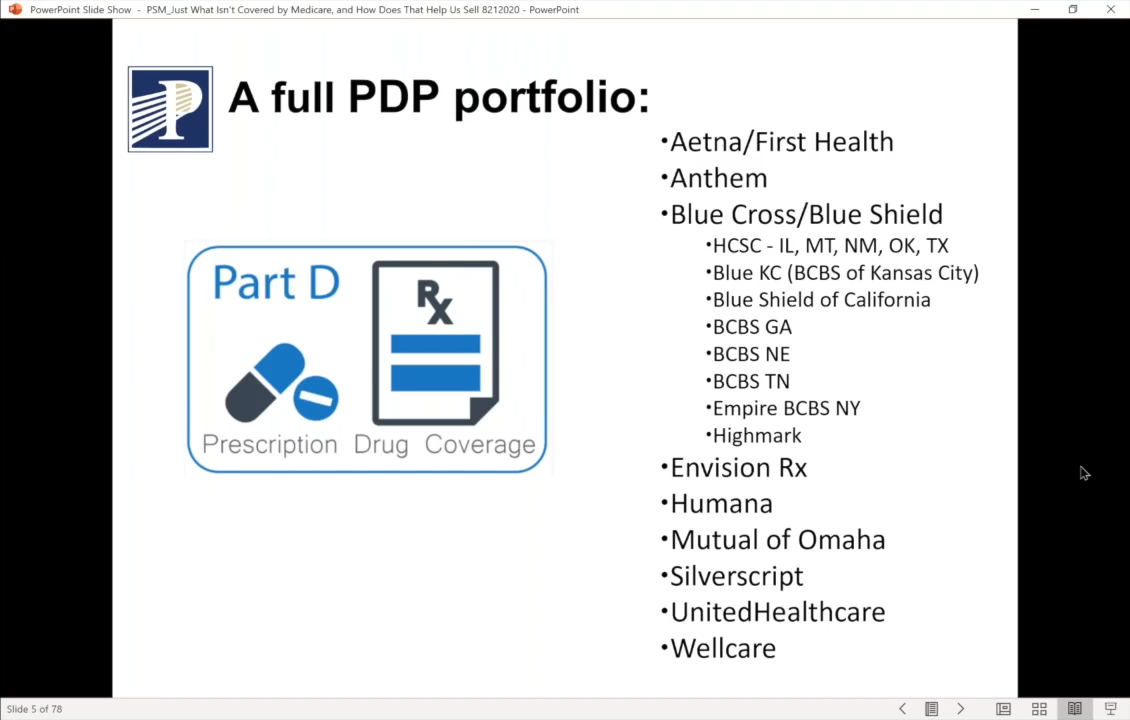 PowerPoint Slide Show - PSM_Just What Isn't Covered by Medicare, and How Does That Help Us Sell 8212020 - PowerPoint
P
A full PDP portfolio:
Part D
Rx
Prescription Drug Coverage
•Aetna/First Health
•Anthem
•Blue Cross/Blue Shield
•HCSC - IL, MT, NM, OK, TX
•Blue KC (BCBS of Kansas City)
•Blue Shield of California
•BCBS GA
•BCBS NE
•BCBS TN
•Empire BCBS NY
•Highmark
•Envision Rx
•Humana
•Mutual of Omaha
•Silverscript
•UnitedHealthcare
•Wellcare
Slide 5 of 78